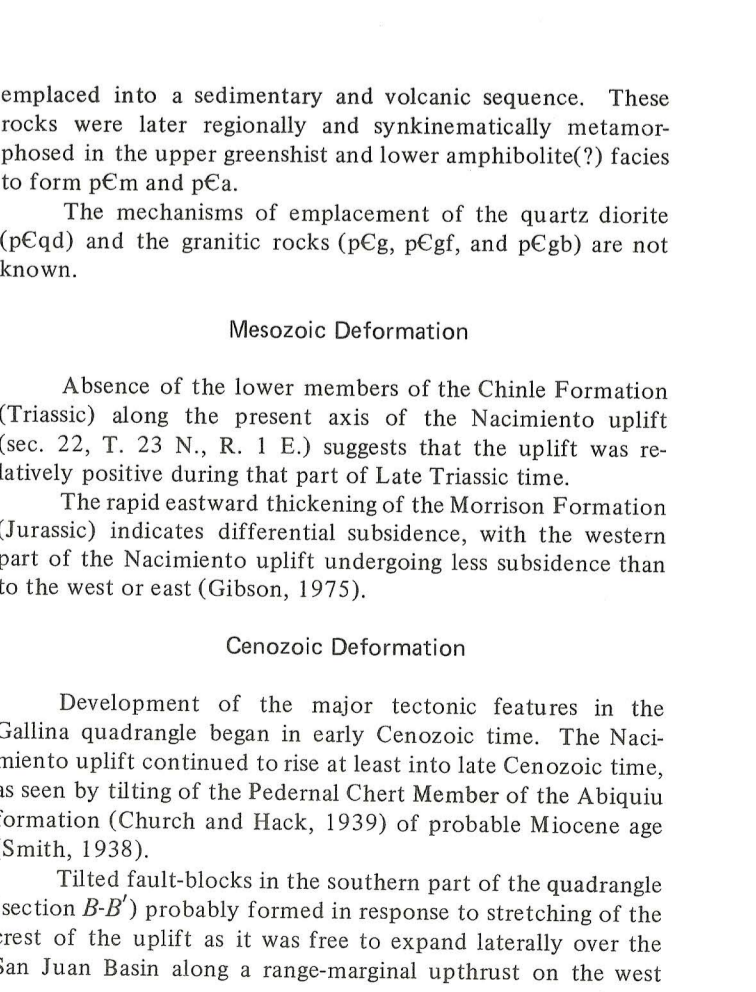 emplaced into a sedimentary and volcanic sequence. These
rocks were later regionally and synkinematically metamor-
phosed in the upper greenshist and lower amphibolite(?) facies
to form pЄm and pЄa.
The mechanisms of emplacement of the quartz diorite
(pЄqd) and the granitic rocks (pЄg, pЄgf, and pЄgb) are not
known.
Mesozoic Deformation
Absence of the lower members of the Chinle Formation
(Triassic) along the present axis of the Nacimiento uplift
(sec. 22, T. 23 N., R. 1 E.) suggests that the uplift was re-
latively positive during that part of Late Triassic time.
The rapid eastward thickening of the Morrison Formation
(Jurassic) indicates differential subsidence, with the western
part of the Nacimiento uplift undergoing less subsidence than
to the west or east (Gibson, 1975).
Cenozoic Deformation
Development of the major tectonic features in the
Gallina quadrangle began in early Cenozoic time. The Naci-
miento uplift continued to rise at least into late Cenozoic time,
as seen by tilting of the Pedernal Chert Member of the Abiquiu
formation (Church and Hack, 1939) of probable Miocene age
(Smith, 1938).
Tilted fault-blocks in the southern part of the quadrangle
(section B-B′) probably formed in response to stretching of the
crest of the uplift as it was free to expand laterally over the
San Juan Basin along a range-marginal upthrust on the west